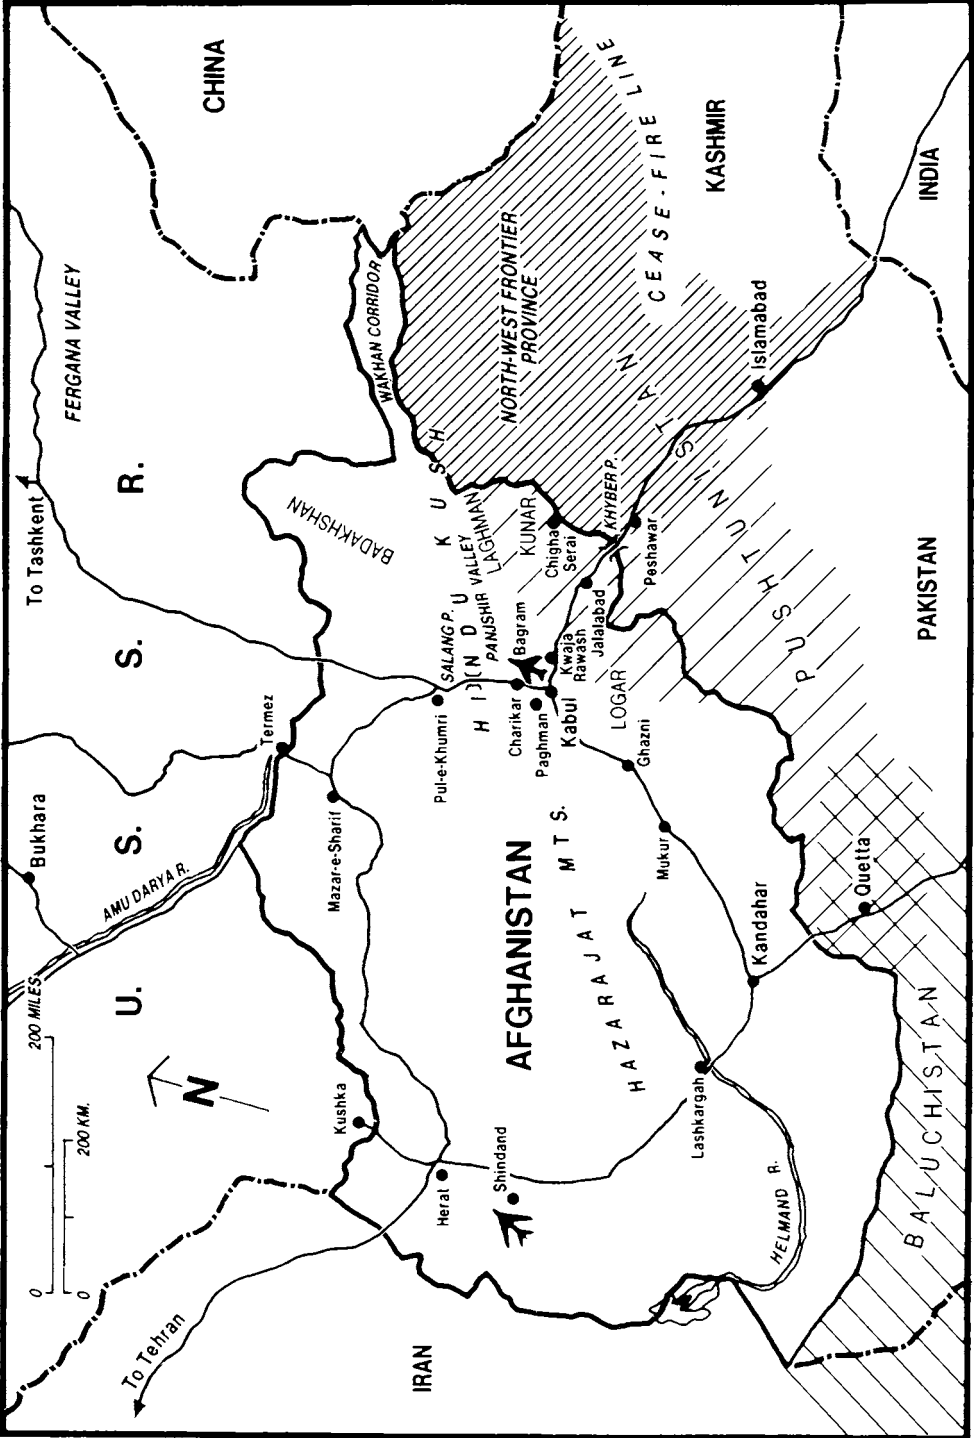 CHINA
FERGANA VALLEY
To Tashkent
U. S. S. R.
WAKHAN CORRIDOR
BADAKHSHAN
NORTH-WEST FRONTIER
PROVINCE
CEASE-FIRE LINE
KASHMIR
INDIA
Islamabad
PUSHTUNISTAN
PAKISTAN
HINDU KUSH
LAGHMAN
PANJSHIR VALLEY
KUNAR
Chigha
Serai
KHYBER P.
Peshawar
Jalalabad
Bagram
Kwaja
Rawash
SALANG P.
Pul-e-Khumri
Charikar
Paghman
Kabul
LOGAR
Ghazni
Termez
Mazar-e-Sharif
Bukhara
AMU DARYA R.
AFGHANISTAN
HAZARAJAT MTS.
Mukur
Kandahar
Quetta
Lashkargah
HELMAND R.
BALUCHISTAN
Kushka
Herat
Shindand
N
0 200 MILES
0 200 KM.
To Tehran
IRAN